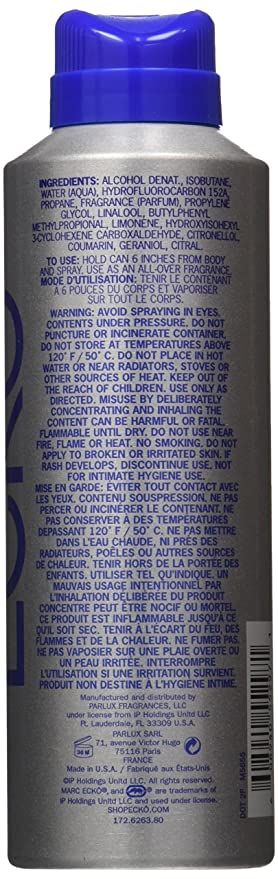 INGREDIENTS: ALCOHOL DENAT., ISOBUTANE,
WATER (AQUA), HYDROFLUOROCARBON 152A,
PROPANE, FRAGRANCE (PARFUM), PROPYLENE
GLYCOL, LINALOOL, BUTYLPHENYL
METHYLPROPIONAL, LIMONENE, HYDROXYISOHEXYL
3-CYCLOHEXENE CARBOXALDEHYDE, CITRONELLOL,
COUMARIN, GERANIOL, CITRAL.
TO USE: HOLD CAN 6 INCHES FROM BODY
AND SPRAY. USE AS AN ALL-OVER FRAGRANCE.
MODE D'UTILISATION: TENIR LE CONTENANT
À 6 POUCES DU CORPS ET VAPORISER
SUR TOUT LE CORPS.
WARNING: AVOID SPRAYING IN EYES,
CONTENTS UNDER PRESSURE. DO NOT
PUNCTURE OR INCINERATE CONTAINER.
DO NOT STORE AT TEMPERATURES ABOVE
120˚F / 50˚C. DO NOT PLACE IN HOT
WATER OR NEAR RADIATORS, STOVES OR
OTHER SOURCES OF HEAT. KEEP OUT OF
THE REACH OF CHILDREN. USE ONLY AS
DIRECTED. MISUSE BY DELIBERATELY
CONCENTRATING AND INHALING THE
CONTENT CAN BE HARMFUL OR FATAL.
FLAMMABLE UNTIL DRY. DO NOT USE NEAR
FIRE, FLAME OR HEAT. NO SMOKING. DO NOT
APPLY TO BROKEN OR IRRITATED SKIN. IF
RASH DEVELOPS, DISCONTINUE USE. NOT
FOR INTIMATE HYGIENE USE.
MISE EN GARDE: ÉVITER TOUT CONTACT AVEC
LES YEUX. CONTENU SOUSPRESSION. NE PAS
PERCER OU INCINÉRER LE CONTENANT. NE
PAS CONSERVER À DES TEMPÉRATURES
DEPASSANT 120˚F / 50˚C. NE PAS METTRE
DANS L'EAU CHAUDE, NI PRÈS DES
RADIATEURS, POÊLES OU AUTRES SOURCES
DE CHALEUR. TENIR HORS DE LA PORTÉE DES
ENFANTS. UTILISER TEL QU'INDIQUÉ. UN
MAUVAIS USAGE INTENTIONNEL PAR
L'INHALATION DÉLIBÉRÉE DU PRODUIT
CONCENTRÉ PEUT ÊTRE NOCIF OU MORTEL.
CE PRODUIT EST INFLAMMABLE JUSQU'À CE
QU'IL SOIT SEC. TENIR À L'ÉCART DU FEU, DES
FLAMMES ET DE LA CHALEUR. NE FUMER PAS.
NE PAS VAPORISER SUR UNE PLAIE OUVERTE OU
UN PEAU IRRITÉE, INTERROMPRE
L'UTILISATION SI UNE IRRITATION SURVIENT.
PRODUIT NON DESTINE À L'HYGIÈNE INTIME.
Manufactured and distributed by
PARLUX FRAGRANCES, LLC
under license from IP Holdings Unltd LLC
Ft. Lauderdale, FL 33309 U.S.A.
PARLUX SARL
71, avenue Victor Hugo
75116 Paris
FRANCE
36 M
Made in U.S.A. / Fabriqué aux États-Unis
©IP Holdings Unltd LLC. All rights reserved.
MARC ECKŌ, and ecko are trademarks of
IP Holdings Unltd LLC and used under license.
SHOPECKŌ.COM
172.6263.80
ECKO
DOT 2P M5655